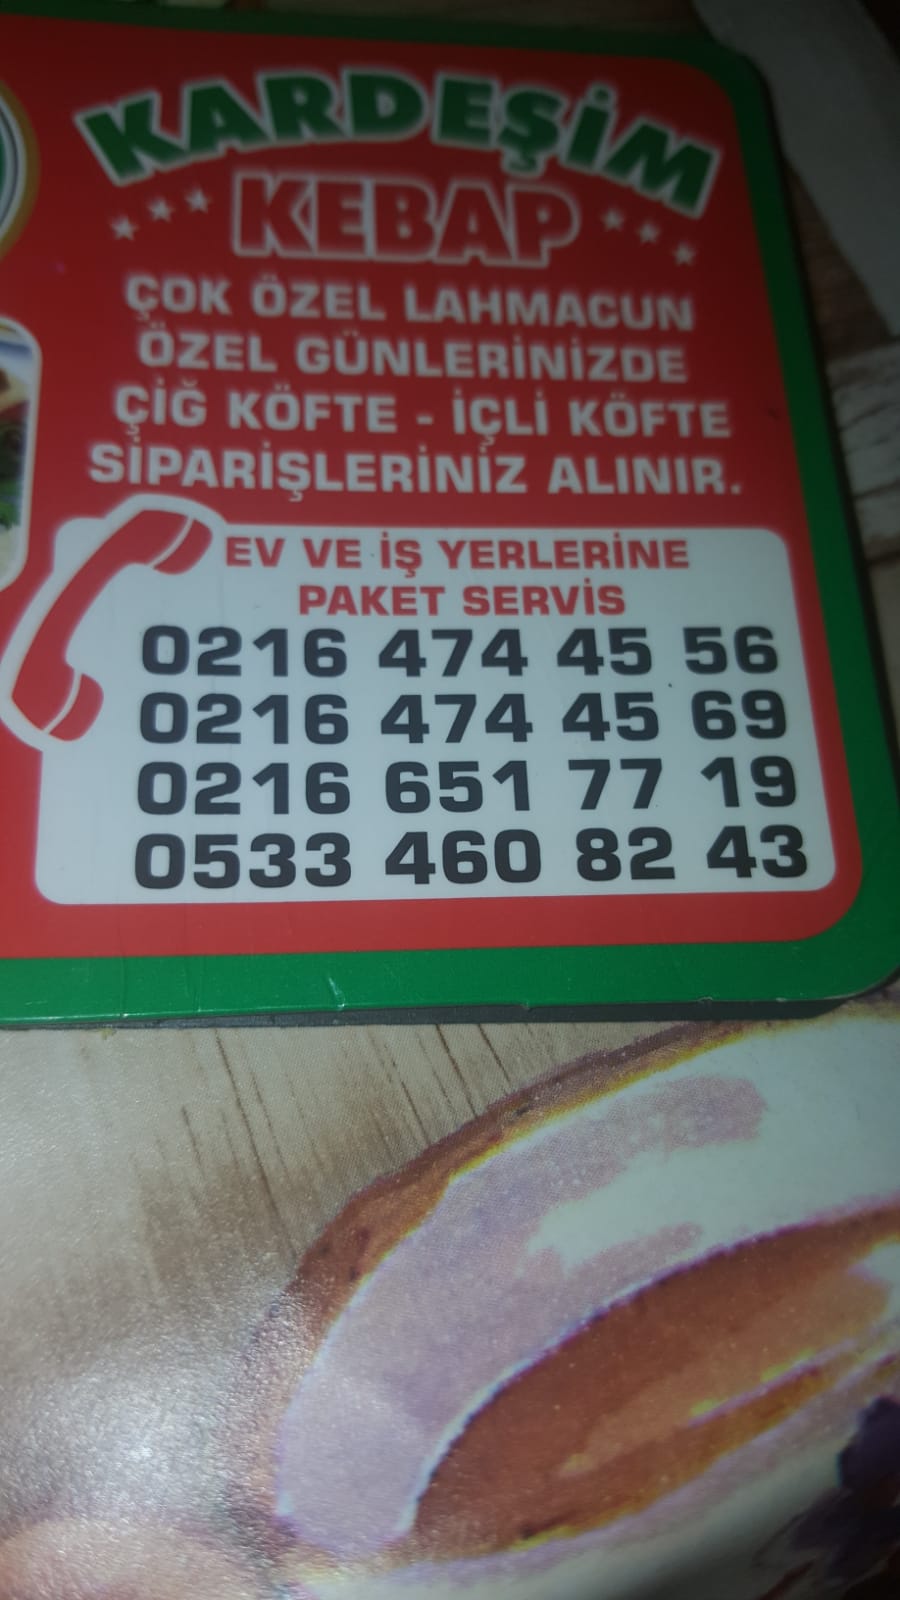 KARDEŞİM
KEBAP
ÇOK ÖZEL LAHMACUN
ÖZEL GÜNLERİNİZDE
ÇİĞ KÖFTE - İÇLİ KÖFTE
SİPARİŞLERİNİZ ALINIR.
EV VE İŞ YERLERİNE
PAKET SERVİS
0216 474 45 56
0216 474 45 69
0216 651 77 19
0533 460 82 43